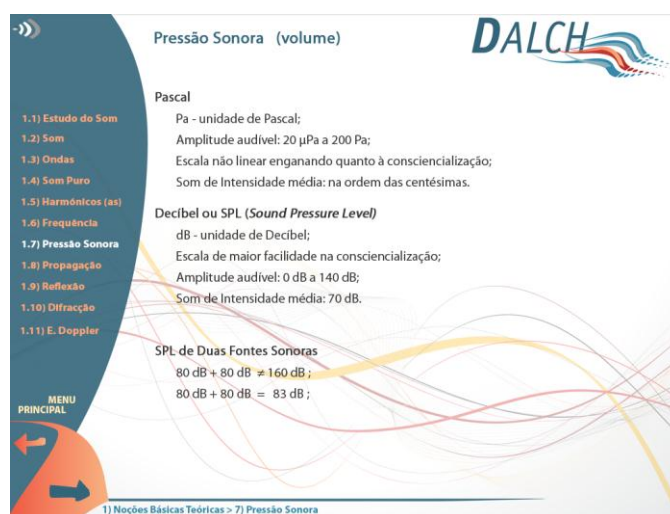 Pressão Sonora (volume)
DALCH
1.1) Estudo do Som
1.2) Som
1.3) Ondas
1.4) Som Puro
1.5) Harmónicos (as)
1.6) Frequência
1.7) Pressão Sonora
1.8) Propagação
1.9) Reflexão
1.10) Difracção
1.11) E. Doppler
MENU
PRINCIPAL
Pascal
Pa - unidade de Pascal;
Amplitude audível: 20 µPa a 200 Pa;
Escala não linear enganando quanto à consciencialização;
Som de Intensidade média: na ordem das centésimas.
Decíbel ou SPL (Sound Pressure Level)
dB - unidade de Decíbel;
Escala de maior facilidade na consciencialização;
Amplitude audível: 0 dB a 140 dB;
Som de Intensidade média: 70 dB.
SPL de Duas Fontes Sonoras
80 dB + 80 dB ≠ 160 dB ;
80 dB + 80 dB = 83 dB ;
1) Noções Básicas Teóricas > 7) Pressão Sonora